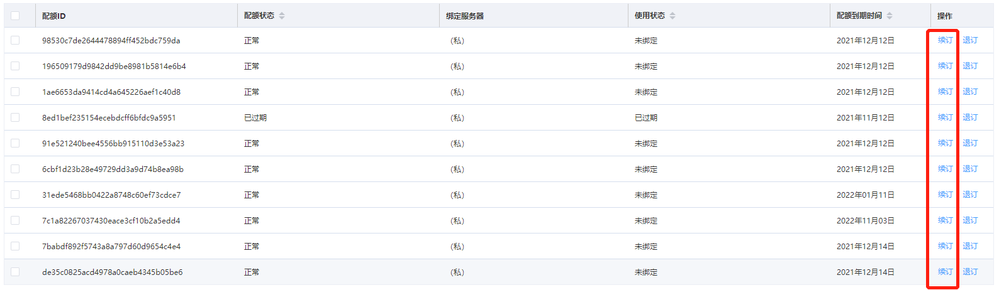 配额ID 配额状态 绑定服务器 使用状态 配额到期时间 操作
98530c7de2644478894ff452bdc759da 正常 (私) 未绑定 2021年12月12日 续订 退订
196509179d9842dd9be8981b5814e6b4 正常 (私) 未绑定 2021年12月12日 续订 退订
1ae6653da9414cd4a645226aef1c40d8 正常 (私) 未绑定 2021年12月12日 续订 退订
8ed1bef235154ecebdcff6bfdc9a5951 已过期 (私) 已过期 2021年11月12日 续订 退订
91e521240bee4556bb915110d3e53a23 正常 (私) 未绑定 2021年12月12日 续订 退订
6cbf1d23b28e49729dd3a9d74b8ea98b 正常 (私) 未绑定 2021年12月12日 续订 退订
31ede5468bb0422a8748c60ef73cdce7 正常 (私) 未绑定 2022年01月11日 续订 退订
7c1a82267037430eace3cf10b2a5edd4 正常 (私) 未绑定 2022年11月03日 续订 退订
7babdf892f5743a8a797d60d9654c4e4 正常 (私) 未绑定 2021年12月14日 续订 退订
de35c0825acd4978a0caeb4345b05be6 正常 (私) 未绑定 2021年12月14日 续订 退订